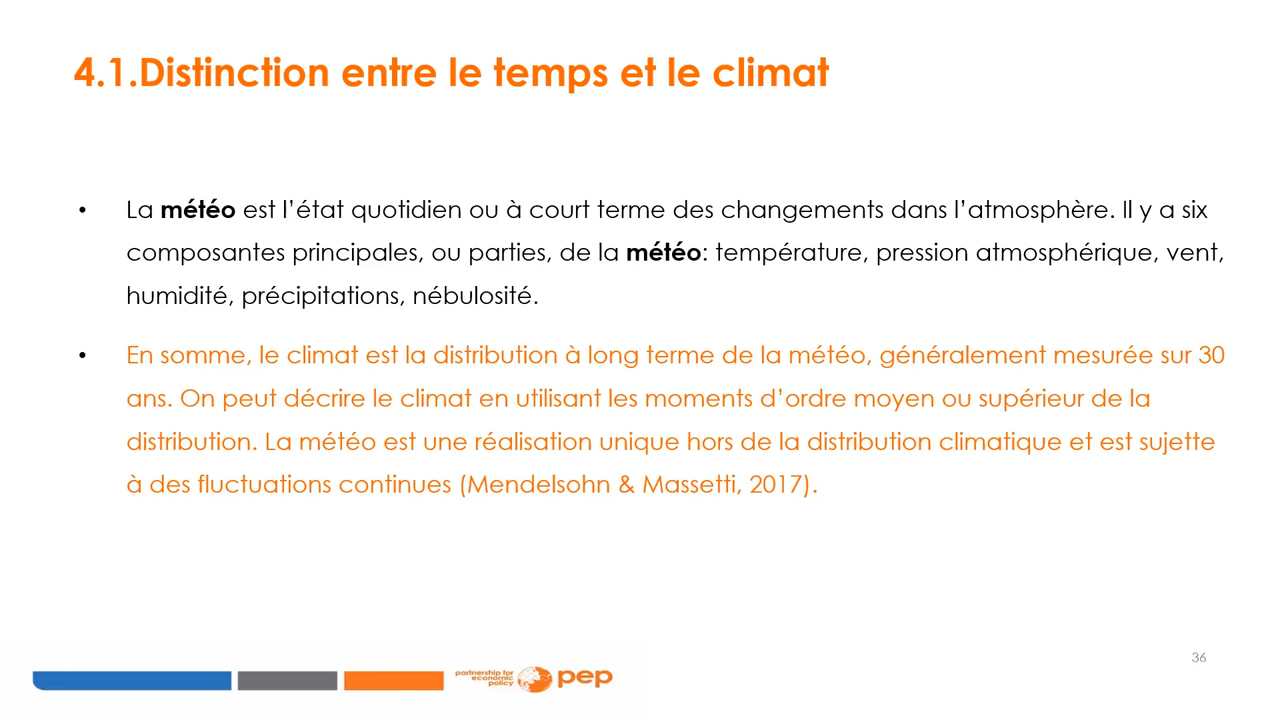 4.1.Distinction entre le temps et le climat
• La météo est l’état quotidien ou à court terme des changements dans l’atmosphère. Il y a six
composantes principales, ou parties, de la météo: température, pression atmosphérique, vent,
humidité, précipitations, nébulosité.
• En somme, le climat est la distribution à long terme de la météo, généralement mesurée sur 30
ans. On peut décrire le climat en utilisant les moments d’ordre moyen ou supérieur de la
distribution. La météo est une réalisation unique hors de la distribution climatique et est sujette
à des fluctuations continues (Mendelsohn & Massetti, 2017).
36
partnership for
economic
policy
pep